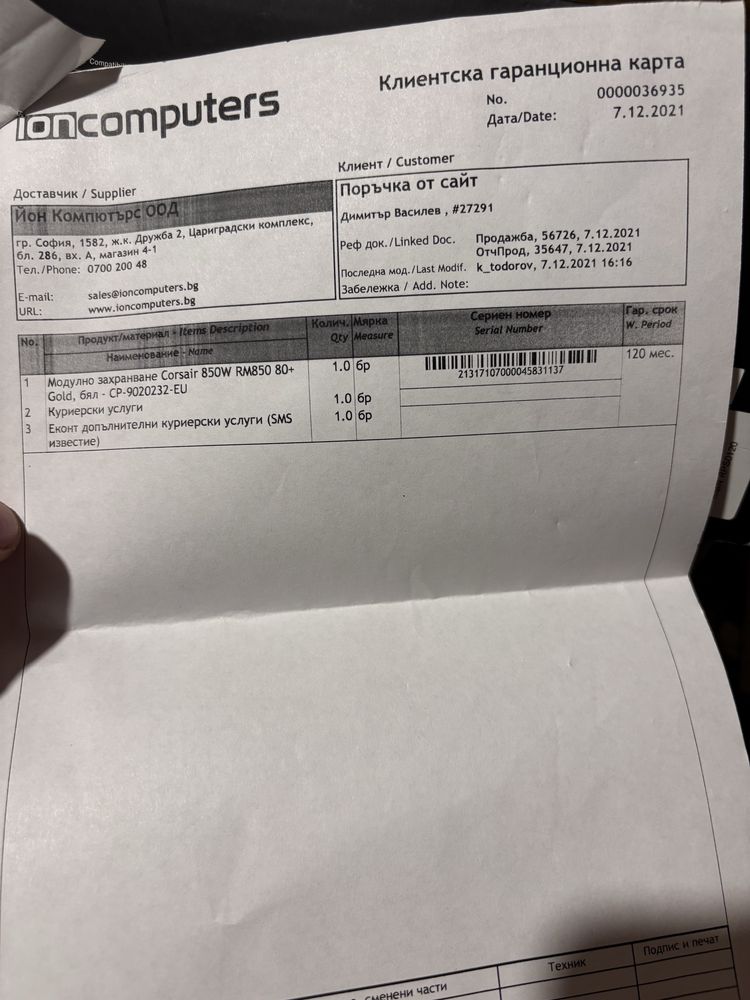 Compatibi
ioncomputers
Клиентска гаранционна карта
No. 0000036935
Дата/Date: 7.12.2021
Доставчик / Supplier
Йон Компютърс ООД
гр. София, 1582, ж.к. Дружба 2, Цариградски комплекс,
бл. 286, вх. А, магазин 4-1
Тел./Phone: 0700 200 48
E-mail: sales@ioncomputers.bg
URL: www.ioncomputers.bg
Клиент / Customer
Поръчка от сайт
Димитър Василев , #27291
Реф док./Linked Doc. Продажба, 56726, 7.12.2021
ОтчПрод, 35647, 7.12.2021
Последна мод./Last Modif. k_todorov, 7.12.2021 16:16
Забележка / Add. Note:
No. Продукт/материал - Items Description Колич. Мярка Сериен номер Гар. срок
Наименование - Name Qty Measure Serial Number W. Period
1 Модулно захранване Corsair 850W RM850 80+ 1.0 бр 120 мес.
Gold, бял - CP-9020232-EU 21317107000045831137
2 Куриерски услуги 1.0 бр
3 Еконт допълнителни куриерски услуги (SMS 1.0 бр
известие)
сменени части Техник Подпис и печат